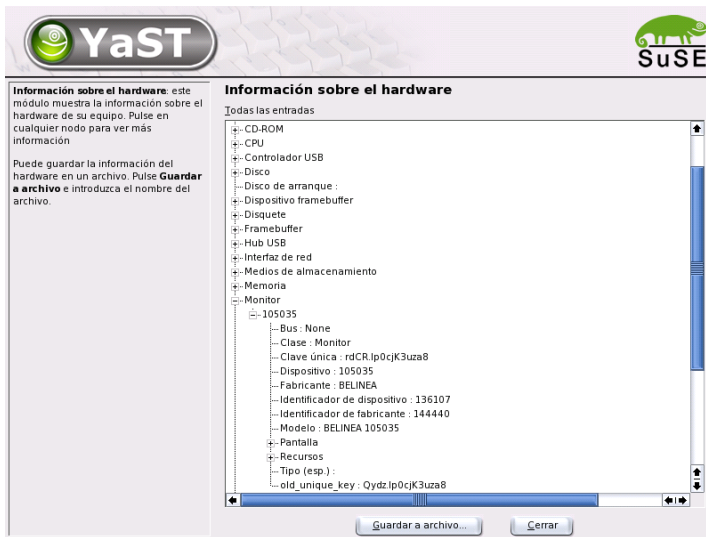 YaST
SuSE
Información sobre el hardware: este
módulo muestra la información sobre el
hardware de su equipo. Pulse en
cualquier nodo para ver más
información
Puede guardar la información del
hardware en un archivo. Pulse Guardar
a archivo e introduzca el nombre del
archivo.
Información sobre el hardware
Todas las entradas
CD-ROM
CPU
Controlador USB
Disco
Disco de arranque :
Dispositivo framebuffer
Disquete
Framebuffer
Hub USB
Interfaz de red
Medios de almacenamiento
Memoria
Monitor
105035
Bus : None
Clase : Monitor
Clave única : rdCR.lp0cjK3uza8
Dispositivo : 105035
Fabricante : BELINEA
Identificador de dispositivo : 136107
Identificador de fabricante : 144440
Modelo : BELINEA 105035
Pantalla
Recursos
Tipo (esp.) :
old_unique_key : Qydz.lp0cjK3uza8
Guardar a archivo...
Cerrar